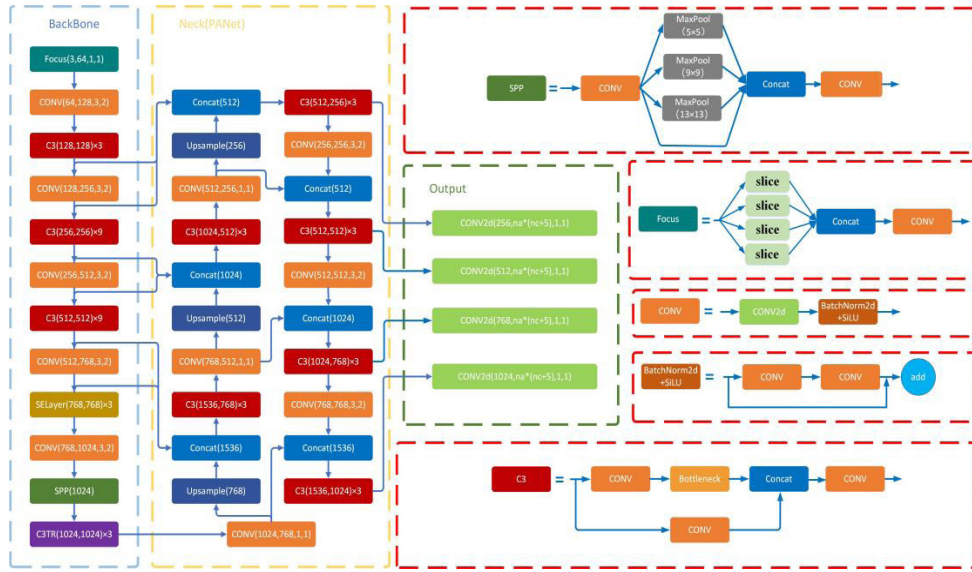 BackBone
Focus(3,64,1,1)
CONV(64,128,3,2)
C3(128,128)×3
CONV(128,256,3,2)
C3(256,256)×9
CONV(256,512,3,2)
C3(512,512)×9
CONV(512,768,3,2)
SELayer(768,768)×3
CONV(768,1024,3,2)
SPP(1024)
C3TR(1024,1024)×3
Neck(PANet)
Concat(512)
Upsample(256)
CONV(512,256,1,1)
C3(1024,512)×3
Concat(1024)
Upsample(512)
CONV(768,512,1,1)
C3(1536,768)×3
Concat(1536)
Upsample(768)
CONV(1024,768,1,1)
C3(512,256)×3
CONV(256,256,3,2)
Concat(512)
C3(512,512)×3
CONV(512,512,3,2)
Concat(1024)
C3(1024,768)×3
CONV(768,768,3,2)
Concat(1536)
C3(1536,1024)×3
Output
CONV2d(256,na*(nc+5),1,1)
CONV2d(512,na*(nc+5),1,1)
CONV2d(768,na*(nc+5),1,1)
CONV2d(1024,na*(nc+5),1,1)
SPP
=
CONV
MaxPool
(5×5)
MaxPool
(9×9)
MaxPool
(13×13)
Concat
CONV
Focus
=
slice
slice
slice
slice
Concat
CONV
CONV
=
CONV2d
BatchNorm2d
+SiLU
BatchNorm2d
+SiLU
=
CONV
CONV
add
C3
=
CONV
Bottleneck
Concat
CONV
CONV